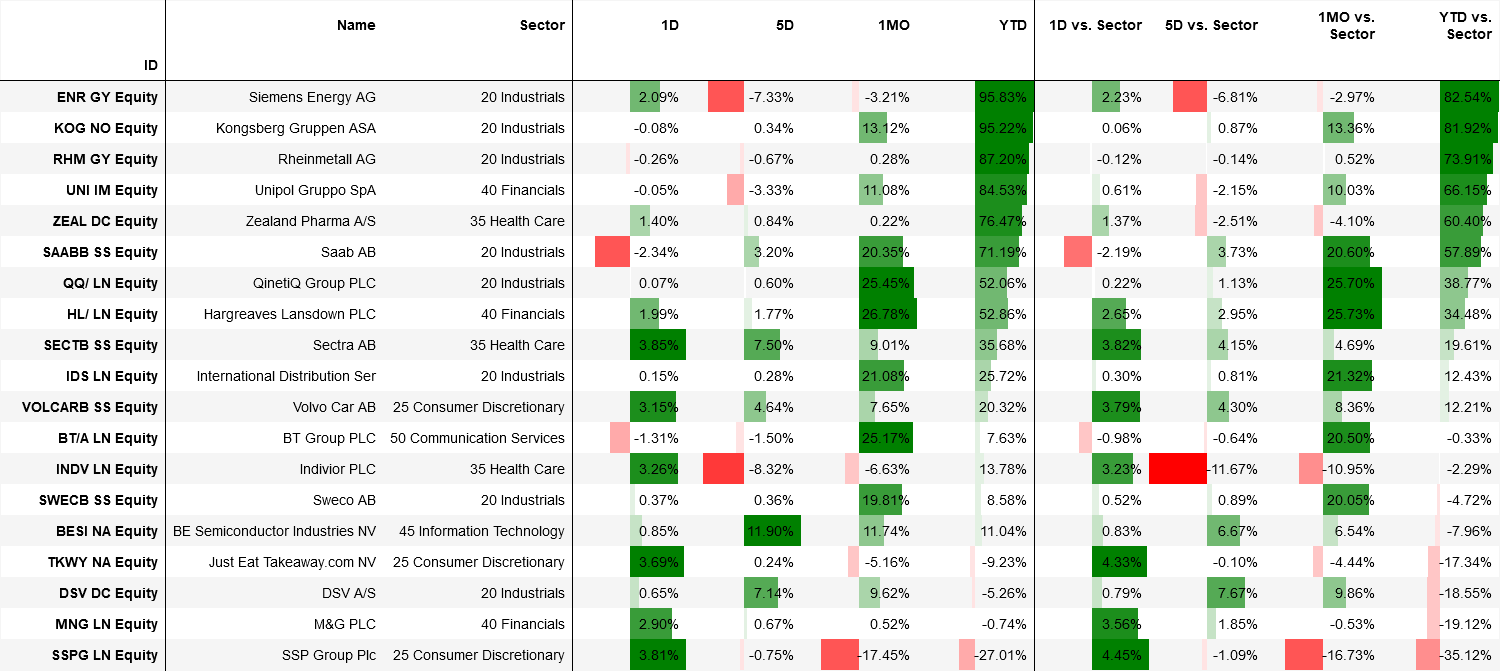 ID Name Sector 1D 5D 1MO YTD 1D vs. Sector 5D vs. Sector 1MO vs. Sector YTD vs. Sector
ENR GY Equity Siemens Energy AG 20 Industrials 2.09% -7.33% -3.21% 95.83% 2.23% -6.81% -2.97% 82.54%
KOG NO Equity Kongsberg Gruppen ASA 20 Industrials -0.08% 0.34% 13.12% 95.22% 0.06% 0.87% 13.36% 81.92%
RHM GY Equity Rheinmetall AG 20 Industrials -0.26% -0.67% 0.28% 87.20% -0.12% -0.14% 0.52% 73.91%
UNI IM Equity Unipol Gruppo SpA 40 Financials -0.05% -3.33% 11.08% 84.53% 0.61% -2.15% 10.03% 66.15%
ZEAL DC Equity Zealand Pharma A/S 35 Health Care 1.40% 0.84% 0.22% 76.47% 1.37% -2.51% -4.10% 60.40%
SAABB SS Equity Saab AB 20 Industrials -2.34% 3.20% 20.35% 71.19% -2.19% 3.73% 20.60% 57.89%
QQ/ LN Equity QinetiQ Group PLC 20 Industrials 0.07% 0.60% 25.45% 52.06% 0.22% 1.13% 25.70% 38.77%
HL/ LN Equity Hargreaves Lansdown PLC 40 Financials 1.99% 1.77% 26.78% 52.86% 2.65% 2.95% 25.73% 34.48%
SECTB SS Equity Sectra AB 35 Health Care 3.85% 7.50% 9.01% 35.68% 3.82% 4.15% 4.69% 19.61%
IDS LN Equity International Distribution Ser 20 Industrials 0.15% 0.28% 21.08% 25.72% 0.30% 0.81% 21.32% 12.43%
VOLCARB SS Equity Volvo Car AB 25 Consumer Discretionary 3.15% 4.64% 7.65% 20.32% 3.79% 4.30% 8.36% 12.21%
BT/A LN Equity BT Group PLC 50 Communication Services -1.31% -1.50% 25.17% 7.63% -0.98% -0.64% 20.50% -0.33%
INDV LN Equity Indivior PLC 35 Health Care 3.26% -8.32% -6.63% 13.78% 3.23% -11.67% -10.95% -2.29%
SWECB SS Equity Sweco AB 20 Industrials 0.37% 0.36% 19.81% 8.58% 0.52% 0.89% 20.05% -4.72%
BESI NA Equity BE Semiconductor Industries NV 45 Information Technology 0.85% 11.90% 11.74% 11.04% 0.83% 6.67% 6.54% -7.96%
TKWY NA Equity Just Eat Takeaway.com NV 25 Consumer Discretionary 3.69% 0.24% -5.16% -9.23% 4.33% -0.10% -4.44% -17.34%
DSV DC Equity DSV A/S 20 Industrials 0.65% 7.14% 9.62% -5.26% 0.79% 7.67% 9.86% -18.55%
MNG LN Equity M&G PLC 40 Financials 2.90% 0.67% 0.52% -0.74% 3.56% 1.85% -0.53% -19.12%
SSPG LN Equity SSP Group Plc 25 Consumer Discretionary 3.81% -0.75% -17.45% -27.01% 4.45% -1.09% -16.73% -35.12%